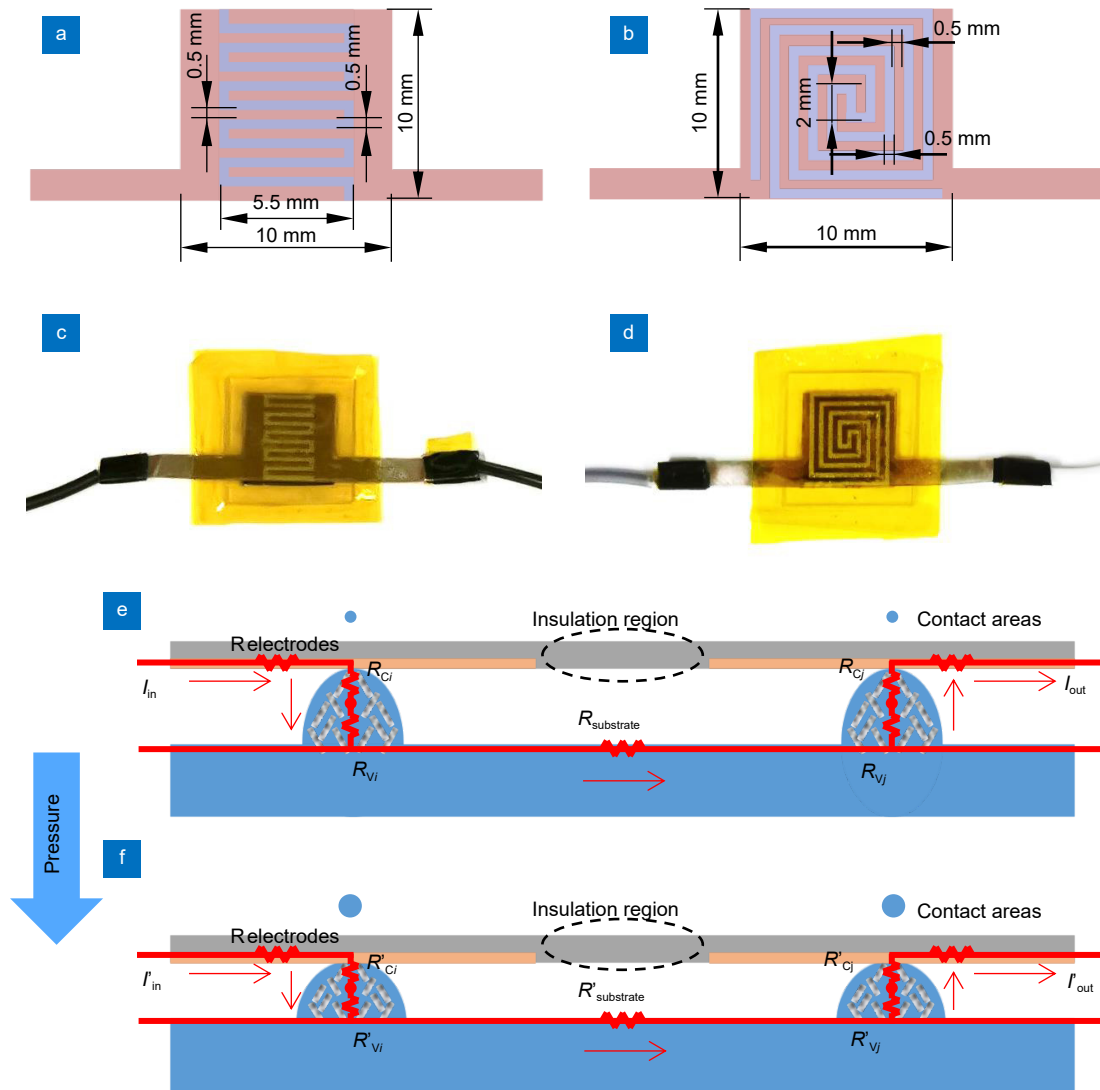 a
0.5 mm
0.5 mm
10 mm
5.5 mm
10 mm
b
0.5 mm
10 mm
2 mm
0.5 mm
10 mm
c
d
e
Insulation region
Contact areas
R electrodes
R_Ci
R_Cj
I_in
I_out
R_substrate
R_Vi
R_Vj
Pressure
f
Insulation region
Contact areas
R electrodes
R'_Ci
R'_Cj
I'_in
I'_out
R'_substrate
R'_Vi
R'_Vj